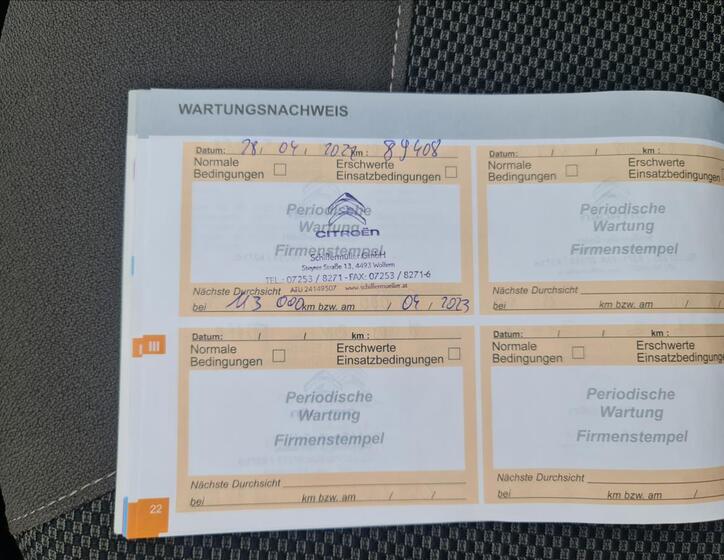 WARTUNGSNACHWEIS
Datum: 28. 04. 2022 km: 89408
Normale Bedingungen
Erschwerte Einsatzbedingungen
Periodische
Wartung
Firmenstempel
CITROËN
Schiffermüller GmbH
Steyrer Straße 13, 4493 Wolfern
TEL.: 07253 / 8271 - FAX: 07253 / 8271-6
ATU 24149507 www.schiffermueller.at
Nächste Durchsicht
bei 113 000 km bzw. am / 04 / 2023
Datum: / / km :
Normale Bedingungen
Erschwerte Einsatzbedingungen
Periodische
Wartung
Firmenstempel
Nächste Durchsicht
bei km bzw. am / /
III
Datum: / / km :
Normale
Bedingungen
Erschwerte
Einsatzbedingungen
Periodische
Wartung
Firmenstempel
Nächste Durchsicht
bei km bzw. am / /
Datum: / / km :
Normale
Bedingungen
Erschwerte
Einsatzbedingungen
Periodische
Wartung
Firmenstempel
Nächste Durchsicht
bei km bzw. am / /
22